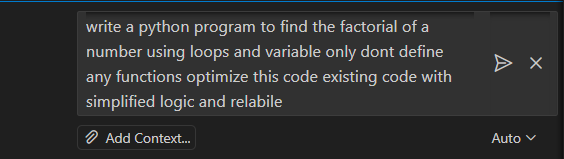 write a python program to find the factorial of a
number using loops and variable only dont define
any functions optimize this code existing code with
simplified logic and relabile
Add Context...
Auto